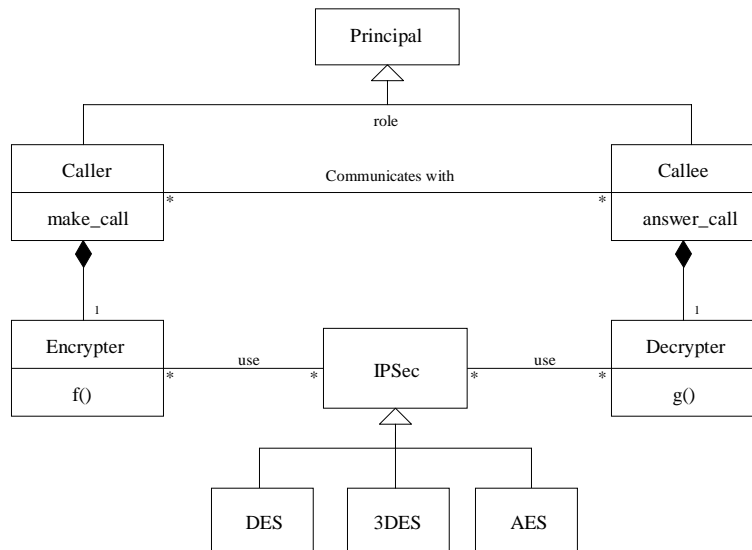 Principal
role
Caller
Communicates with
Callee
*
*
make_call
answer_call
1
1
Encrypter
use
IPSec
use
Decrypter
*
*
*
*
f()
g()
DES
3DES
AES